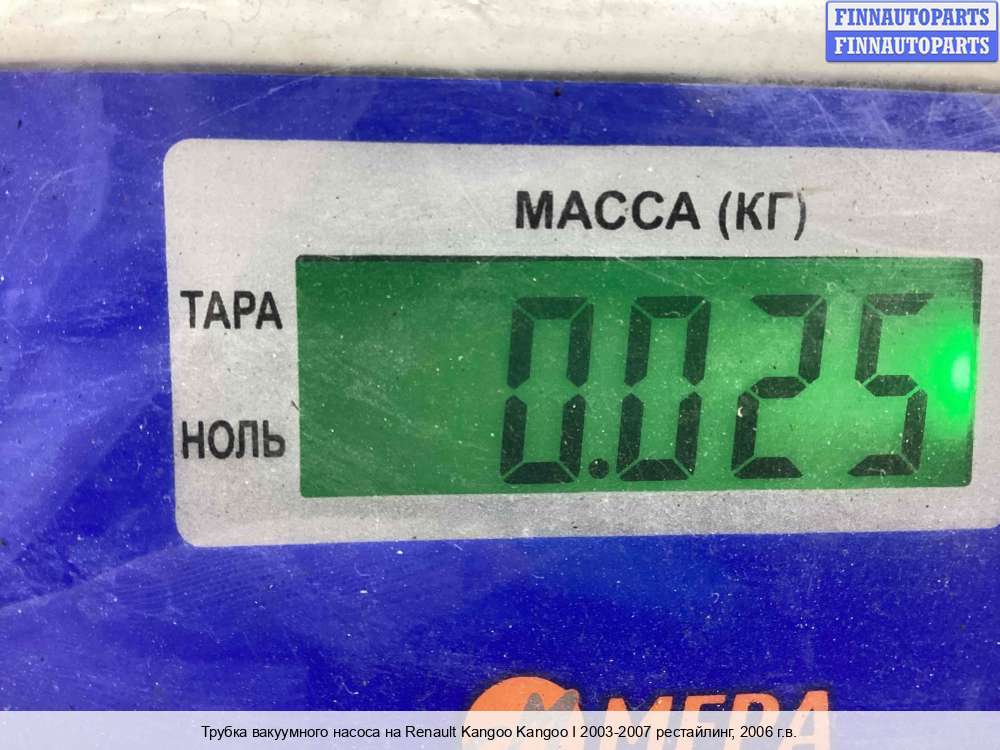 FINNAUTOPARTS
FINNAUTOPARTS
МАССА (КГ)
ТАРА
0.025
НОЛЬ
МЕРА
Трубка вакуумного насоса на Renault Kangoo Kangoo I 2003-2007 рестайлинг, 2006 г.в.